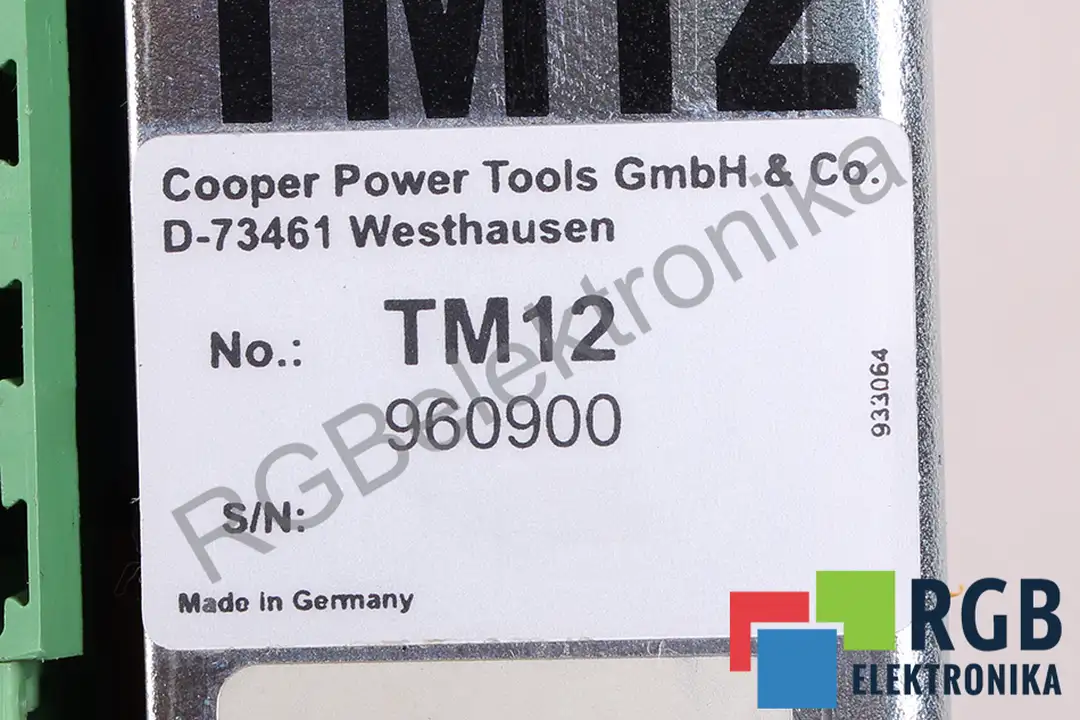 TM12
Cooper Power Tools GmbH & Co.
D-73461 Westhausen
No.: TM12
960900
933064
S/N:
Made in Germany
RGBelektronika
RGB
ELEKTRONIKA